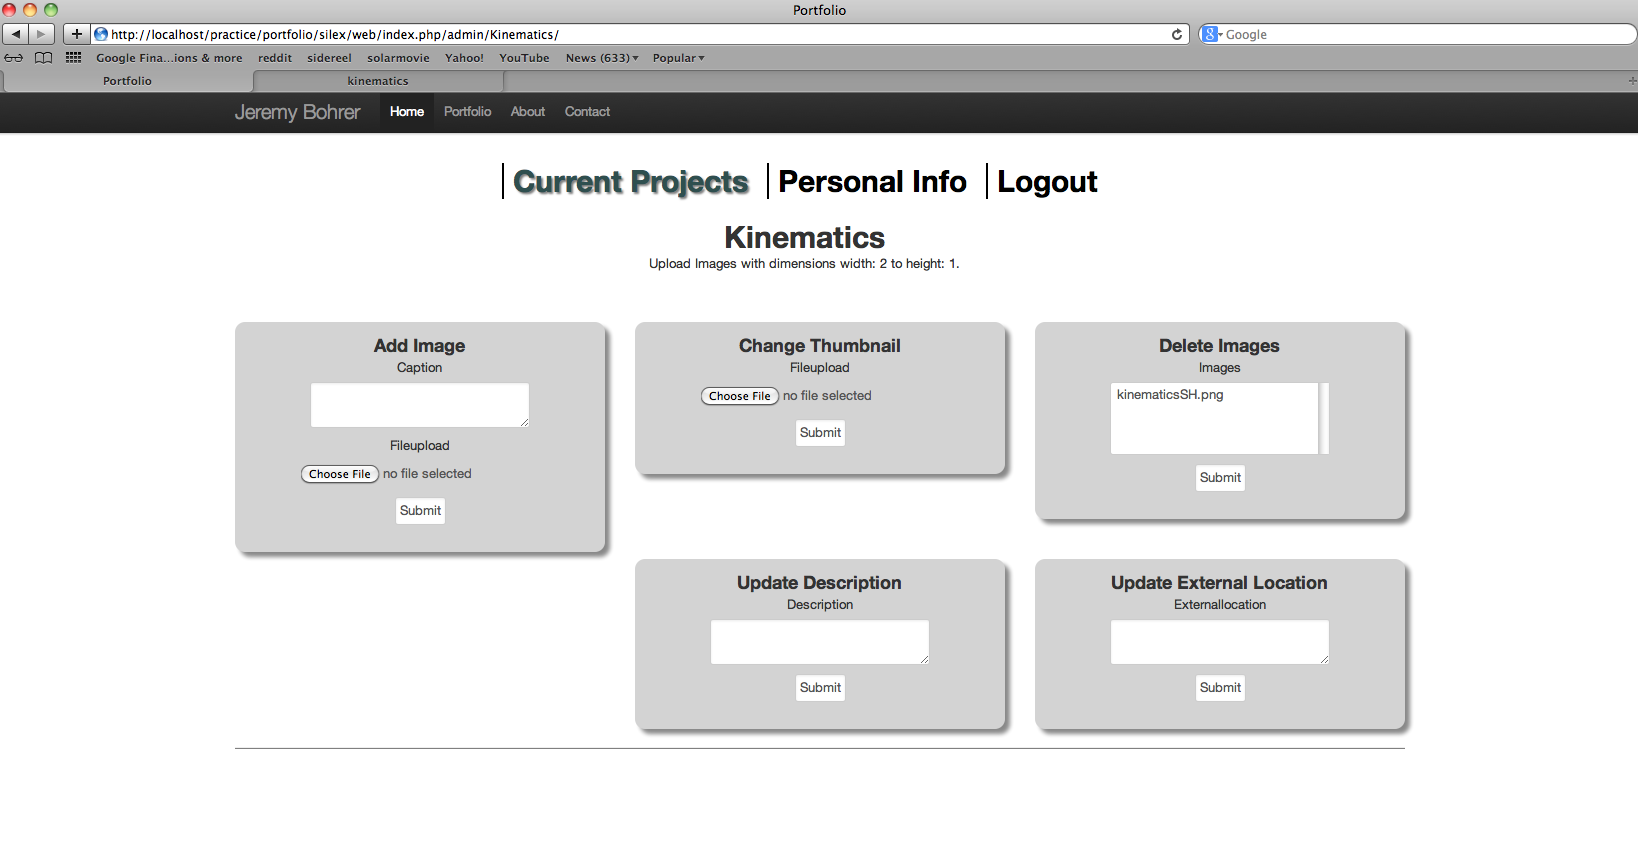 Portfolio
http://localhost/practice/portfolio/silex/web/index.php/admin/Kinematics/
Google
Google Fina...ions & more reddit sidereel solarmovie Yahoo! YouTube News (633) Popular
Portfolio kinematics
Jeremy Bohrer Home Portfolio About Contact
Current Projects Personal Info Logout
Kinematics
Upload Images with dimensions width: 2 to height: 1.
Add Image
Caption
Fileupload
Choose File no file selected
Submit
Change Thumbnail
Fileupload
Choose File no file selected
Submit
Delete Images
Images
kinematicsSH.png
Submit
Update Description
Description
Submit
Update External Location
Externallocation
Submit